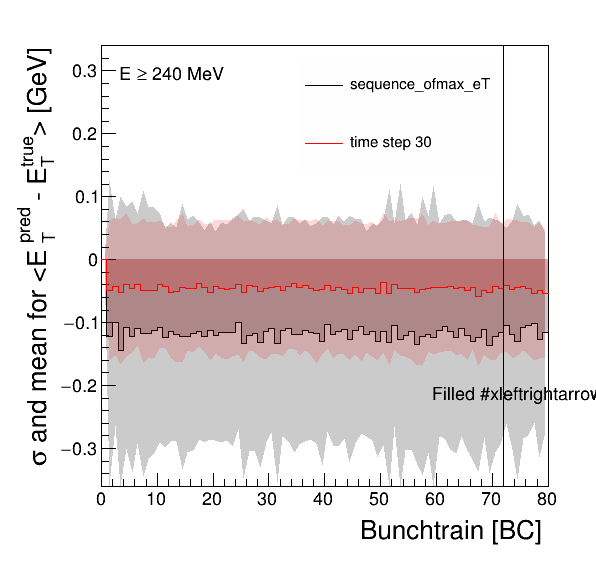 σ and mean for <E_T^pred - E_T^true> [GeV]
E ≥ 240 MeV
sequence_ofmax_eT
time step 30
0.3
0.2
0.1
0
−0.1
−0.2
−0.3
Filled #xleftrightarrow
0 10 20 30 40 50 60 70 80
Bunchtrain [BC]